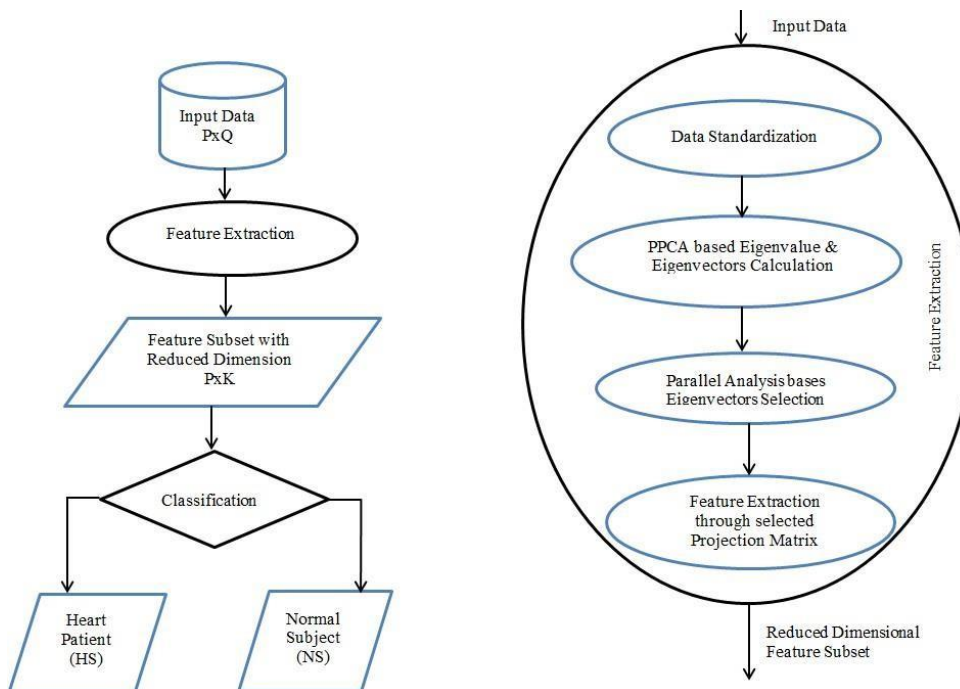 Input Data
PxQ
Feature Extraction
Feature Subset with
Reduced Dimension
PxK
Classification
Heart
Patient
(HS)
Normal
Subject
(NS)
Input Data
Data Standardization
PPCA based Eigenvalue &
Eigenvectors Calculation
Parallel Analysis bases
Eigenvectors Selection
Feature Extraction
through selected
Projection Matrix
Feature Extraction
Reduced Dimensional
Feature Subset